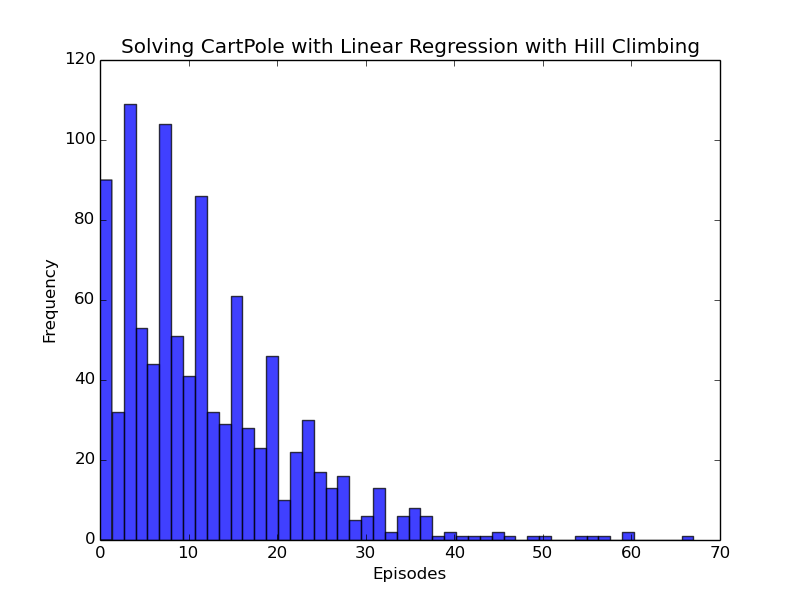 Solving CartPole with Linear Regression with Hill Climbing
120
100
80
60
40
20
0
Frequency
0 10 20 30 40 50 60 70
Episodes